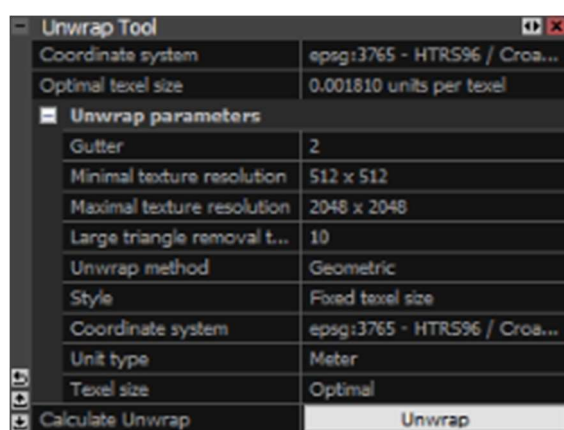 Unwrap Tool
Coordinate system epsg:3765 - HTRS96 / Croa...
Optimal texel size 0.001810 units per texel
Unwrap parameters
Gutter 2
Minimal texture resolution 512 x 512
Maximal texture resolution 2048 x 2048
Large triangle removal t... 10
Unwrap method Geometric
Style Fixed texel size
Coordinate system epsg:3765 - HTRS96 / Croa...
Unit type Meter
Texel size Optimal
Calculate Unwrap Unwrap